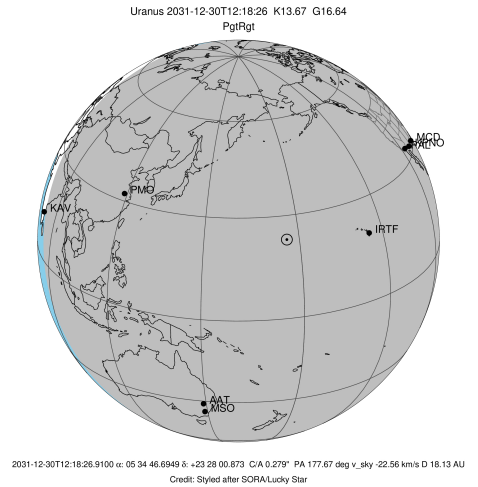 Uranus 2031-12-30T12:18:26 K13.67 G16.64
PgtRgt
MCD
PMO
KAV
IRTF
AAT
MSO
2031-12-30T12:18:26.9100 α: 05 34 46.6949 δ: +23 28 00.873 C/A 0.279" PA 177.67 deg v_sky -22.56 km/s D 18.13 AU
Credit: Styled after SORA/Lucky Star